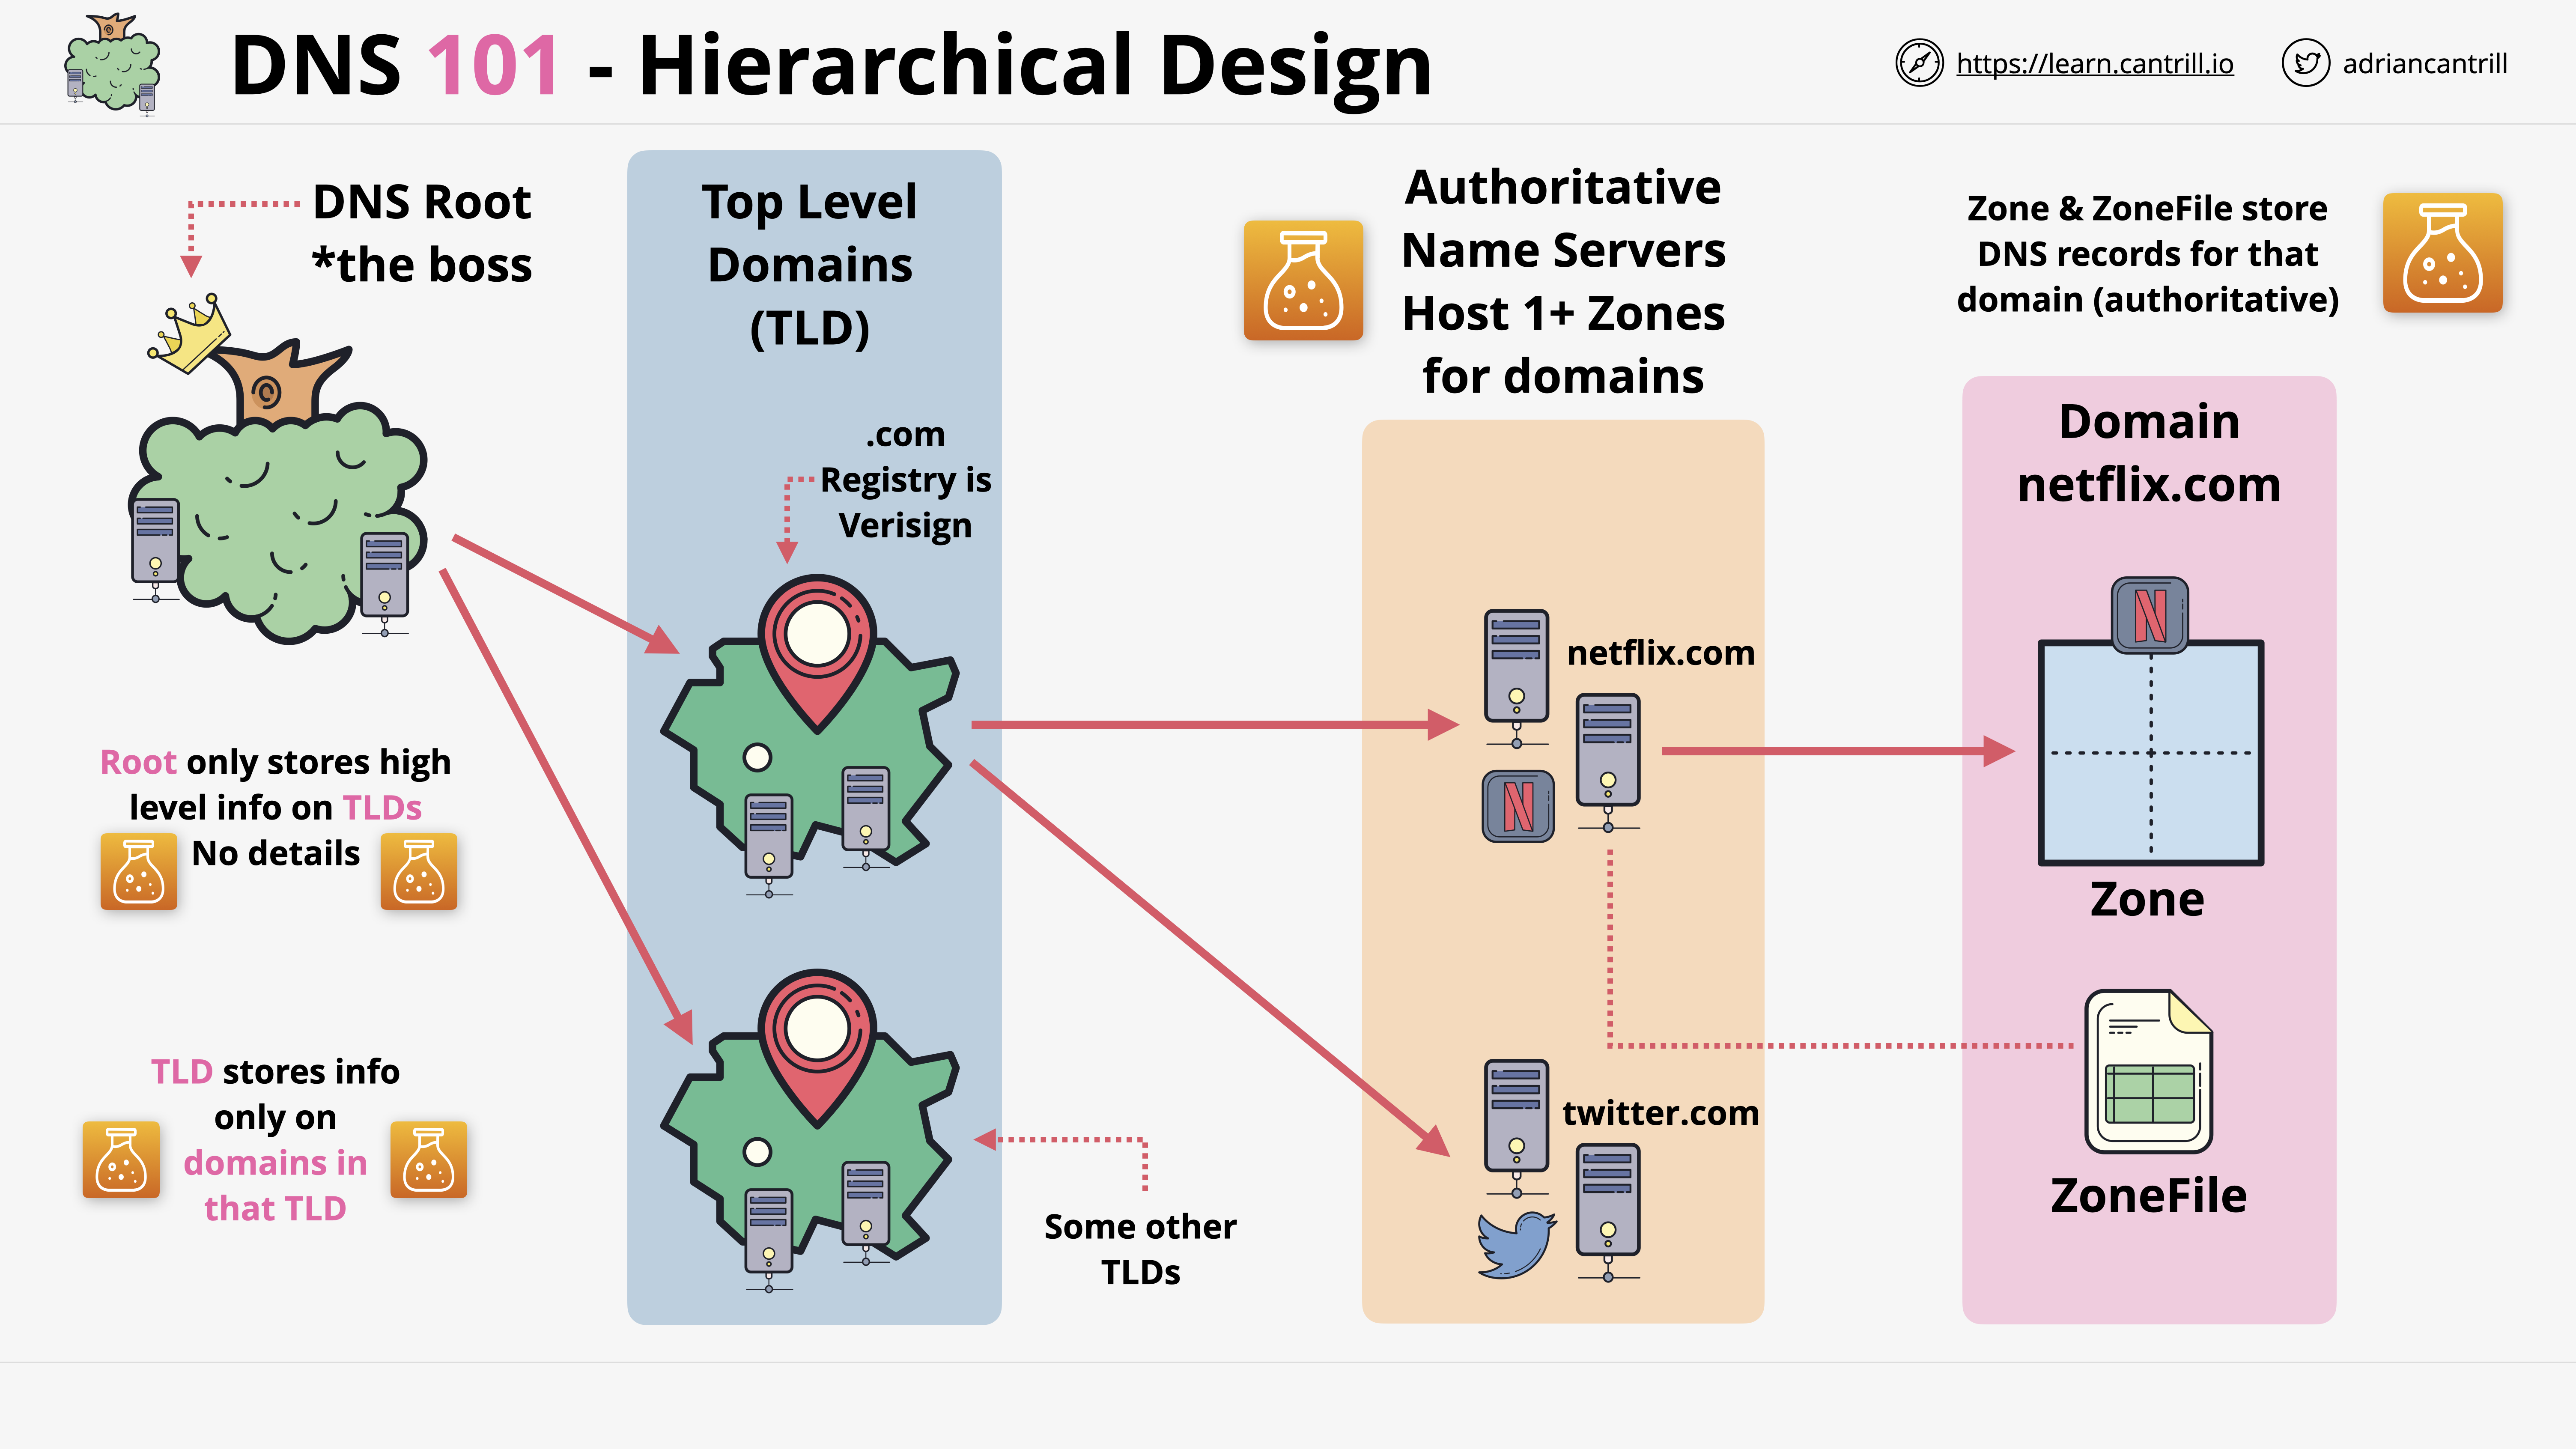 DNS 101 - Hierarchical Design
https://learn.cantrill.io
adriancantrill
DNS Root
*the boss
Root only stores high
level info on TLDs
No details
TLD stores info
only on
domains in
that TLD
Top Level
Domains
(TLD)
.com
Registry is
Verisign
Some other
TLDs
Authoritative
Name Servers
Host 1+ Zones
for domains
netflix.com
N
twitter.com
Zone & ZoneFile store
DNS records for that
domain (authoritative)
Domain
netflix.com
N
Zone
ZoneFile